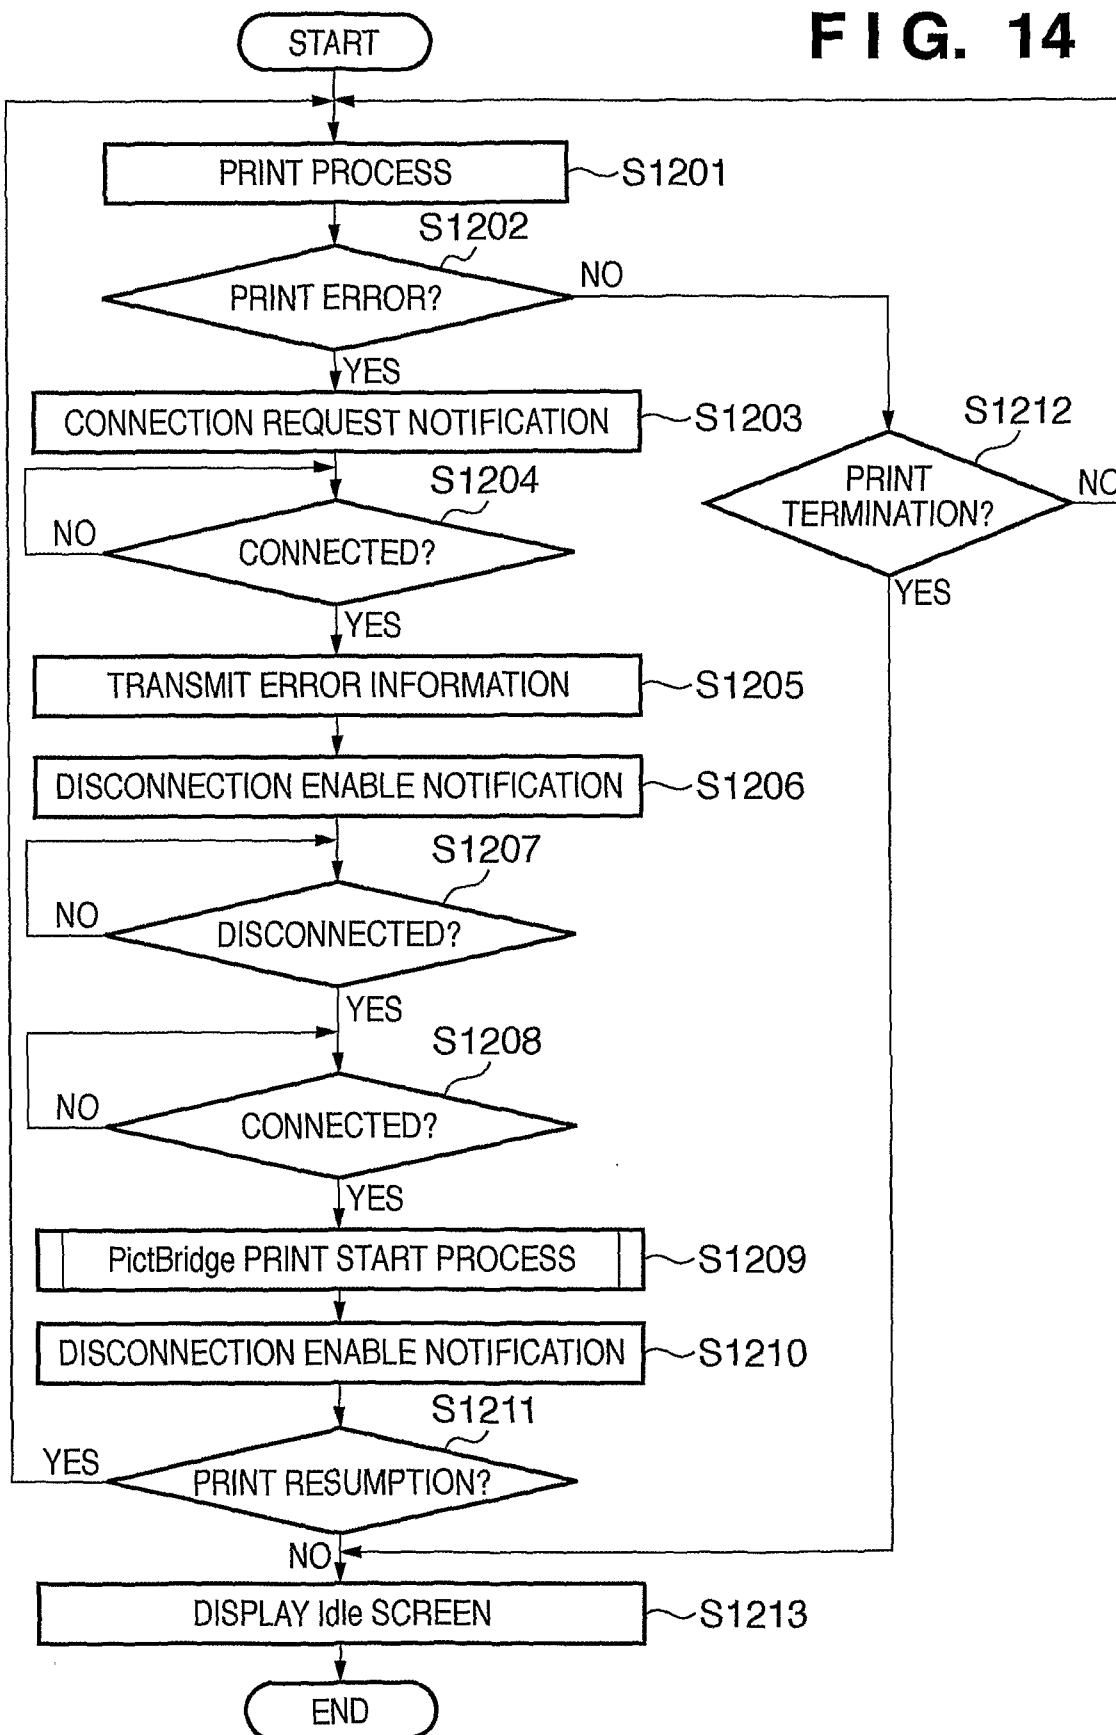 FIG. 14
START
PRINT PROCESS
S1201
S1202
PRINT ERROR?
NO
YES
CONNECTION REQUEST NOTIFICATION
S1203
S1204
CONNECTED?
NO
YES
S1212
PRINT
TERMINATION?
NO
YES
TRANSMIT ERROR INFORMATION
S1205
DISCONNECTION ENABLE NOTIFICATION
S1206
S1207
DISCONNECTED?
NO
YES
S1208
CONNECTED?
NO
YES
PictBridge PRINT START PROCESS
S1209
DISCONNECTION ENABLE NOTIFICATION
S1210
S1211
YES
PRINT RESUMPTION?
NO
DISPLAY Idle SCREEN
S1213
END